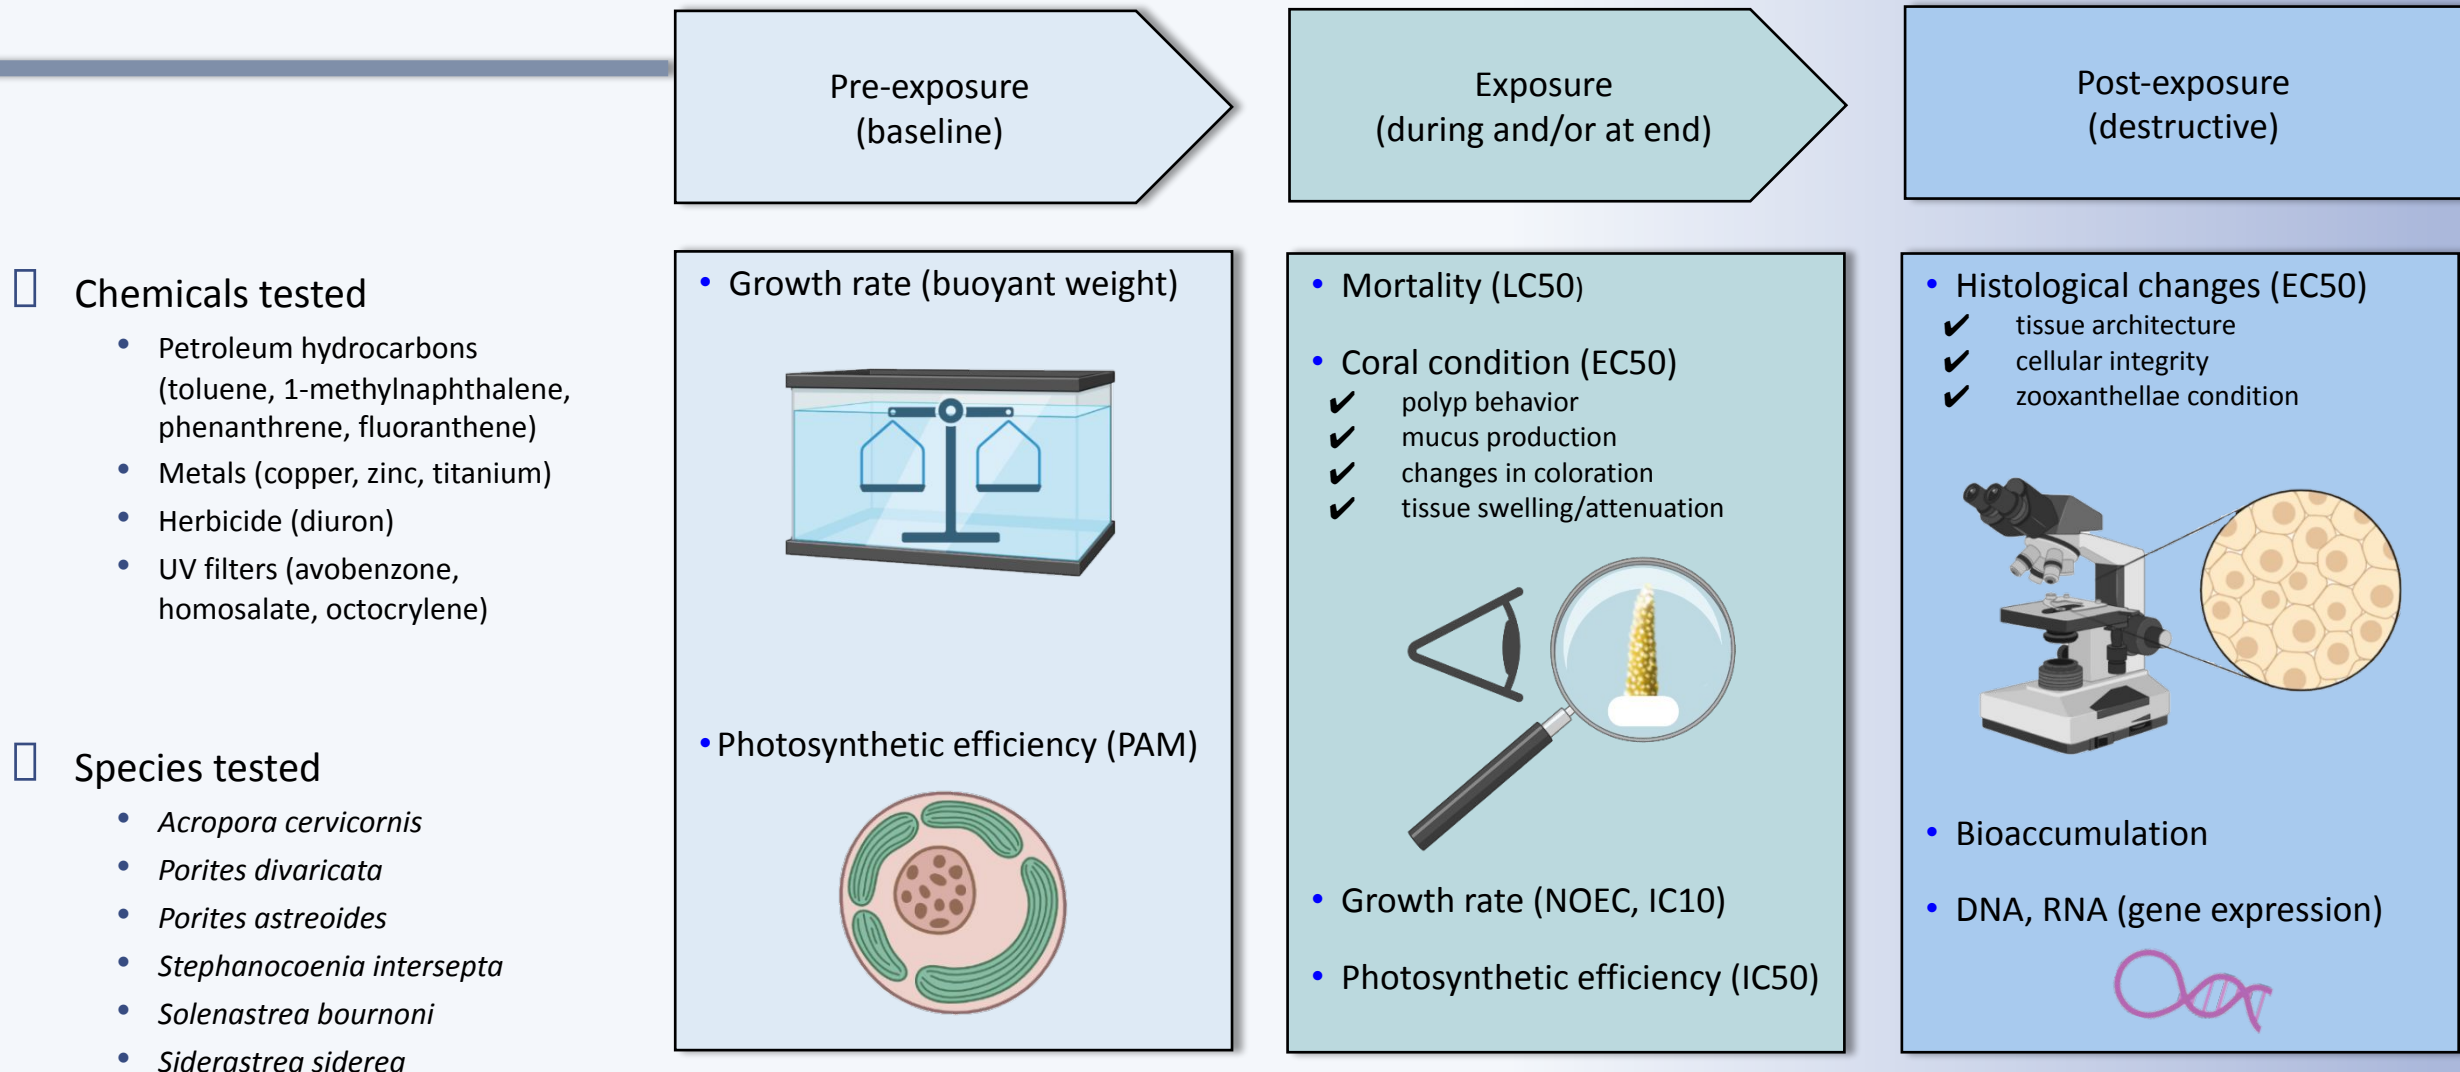 Pre-exposure
(baseline)
Exposure
(during and/or at end)
Post-exposure
(destructive)
Chemicals tested
• Petroleum hydrocarbons
(toluene, 1-methylnaphthalene,
phenanthrene, fluoranthene)
• Metals (copper, zinc, titanium)
• Herbicide (diuron)
• UV filters (avobenzone,
homosalate, octocrylene)
Species tested
• Acropora cervicornis
• Porites divaricata
• Porites astreoides
• Stephanocoenia intersepta
• Solenastrea bournoni
• Siderastrea siderea
• Growth rate (buoyant weight)
• Photosynthetic efficiency (PAM)
• Mortality (LC50)
• Coral condition (EC50)
✔ polyp behavior
✔ mucus production
✔ changes in coloration
✔ tissue swelling/attenuation
• Growth rate (NOEC, IC10)
• Photosynthetic efficiency (IC50)
• Histological changes (EC50)
✔ tissue architecture
✔ cellular integrity
✔ zooxanthellae condition
• Bioaccumulation
• DNA, RNA (gene expression)